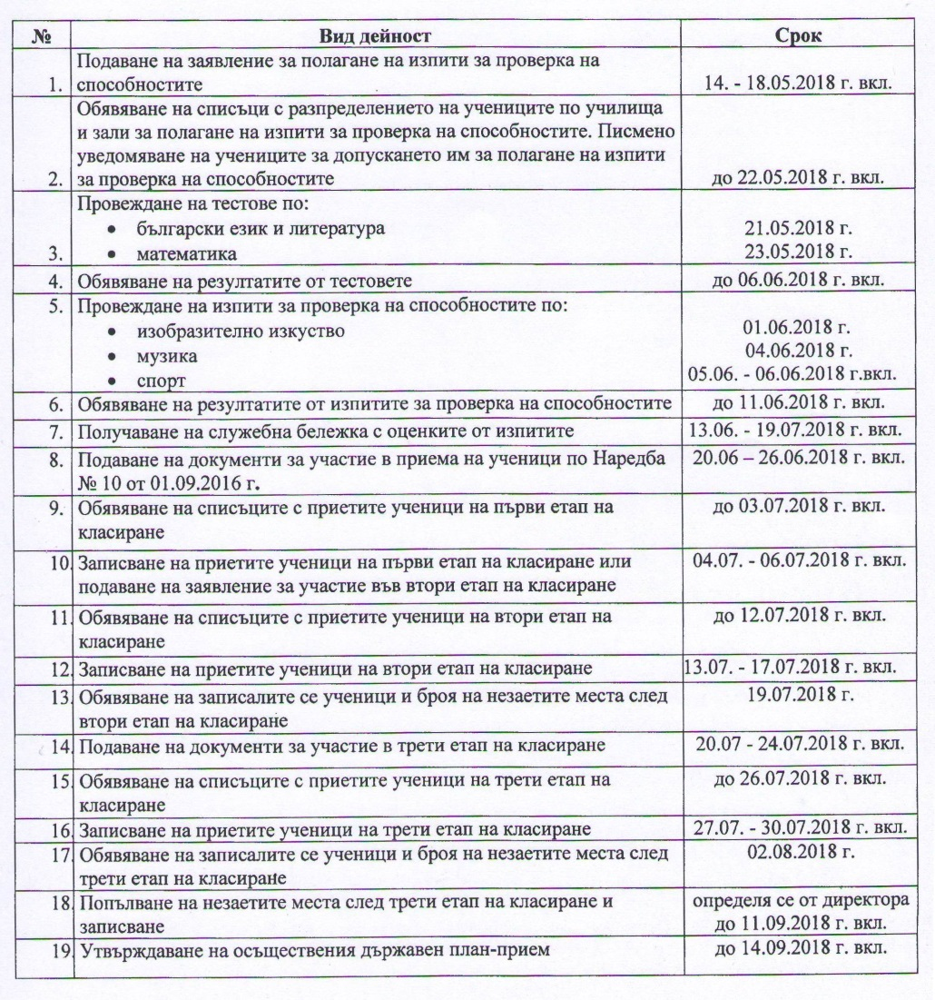 № Вид дейност Срок
Подаване на заявление за полагане на изпити за проверка на
1. способностите 14. - 18.05.2018 г. вкл.
Обявяване на списъци с разпределението на учениците по училища
и зали за полагане на изпити за проверка на способностите. Писмено
уведомяване на учениците за допускането им за полагане на изпити
2. за проверка на способностите до 22.05.2018 г. вкл.
Провеждане на тестове по:
• български език и литература 21.05.2018 г.
3. • математика 23.05.2018 г.
4. Обявяване на резултатите от тестовете до 06.06.2018 г. вкл.
5. Провеждане на изпити за проверка на способностите по:
• изобразително изкуство 01.06.2018 г.
• музика 04.06.2018 г.
• спорт 05.06. - 06.06.2018 г.вкл.
6. Обявяване на резултатите от изпитите за проверка на способностите до 11.06.2018 г. вкл.
7. Получаване на служебна бележка с оценките от изпитите 13.06. - 19.07.2018 г. вкл.
8. Подаване на документи за участие в приема на ученици по Наредба 20.06 – 26.06.2018 г. вкл.
№ 10 от 01.09.2016 г.
9. Обявяване на списъците с приетите ученици на първи етап на до 03.07.2018 г. вкл.
класиране
10. Записване на приетите ученици на първи етап на класиране или 04.07. - 06.07.2018 г. вкл.
подаване на заявление за участие във втори етап на класиране
11. Обявяване на списъците с приетите ученици на втори етап на до 12.07.2018 г. вкл.
класиране
12. Записване на приетите ученици на втори етап на класиране 13.07. - 17.07.2018 г. вкл.
13. Обявяване на записалите се ученици и броя на незаетите места след 19.07.2018 г.
втори етап на класиране
14. Подаване на документи за участие в трети етап на класиране 20.07 - 24.07.2018 г. вкл.
15. Обявяване на списъците с приетите ученици на трети етап на до 26.07.2018 г. вкл.
класиране
16. Записване на приетите ученици на трети етап на класиране 27.07. - 30.07.2018 г. вкл.
17. Обявяване на записалите се ученици и броя на незаетите места след 02.08.2018 г.
трети етап на класиране
18. Попълване на незаетите места след трети етап на класиране и определя се от директора
записване до 11.09.2018 г. вкл.
19. Утвърждаване на осъществения държавен план-прием до 14.09.2018 г. вкл.